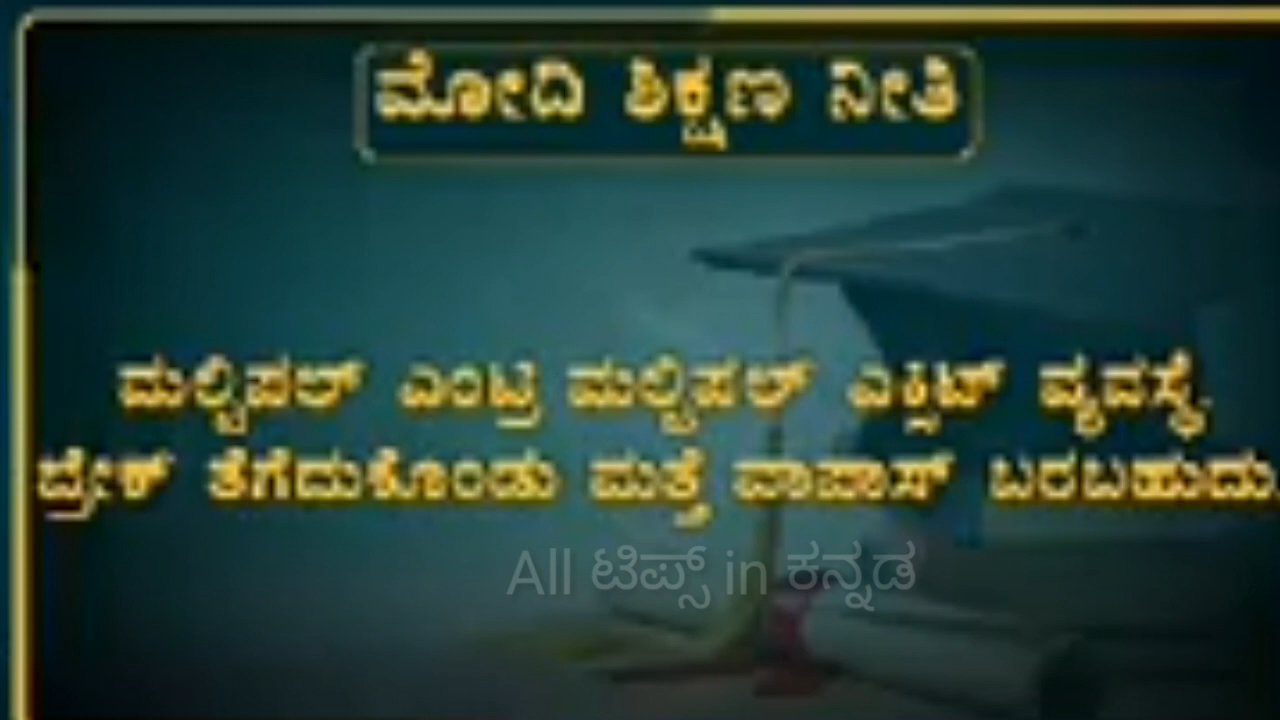 ಮೋದಿ ಶಿಕ್ಷಣ ನೀತಿ
ಮಲ್ಟಿಪಲ್ ಎಂಟ್ರಿ ಮಲ್ಟಿಪಲ್ ಎಕ್ಸಿಟ್ ವ್ಯವಸ್ಥೆ.
ಬ್ರೇಕ್ ತೆಗೆದುಕೊಂಡು ಮತ್ತೆ ವಾಪಾಸ್ ಬರಬಹುದು.
All ಟಿಪ್ಸ್ in ಕನ್ನಡ